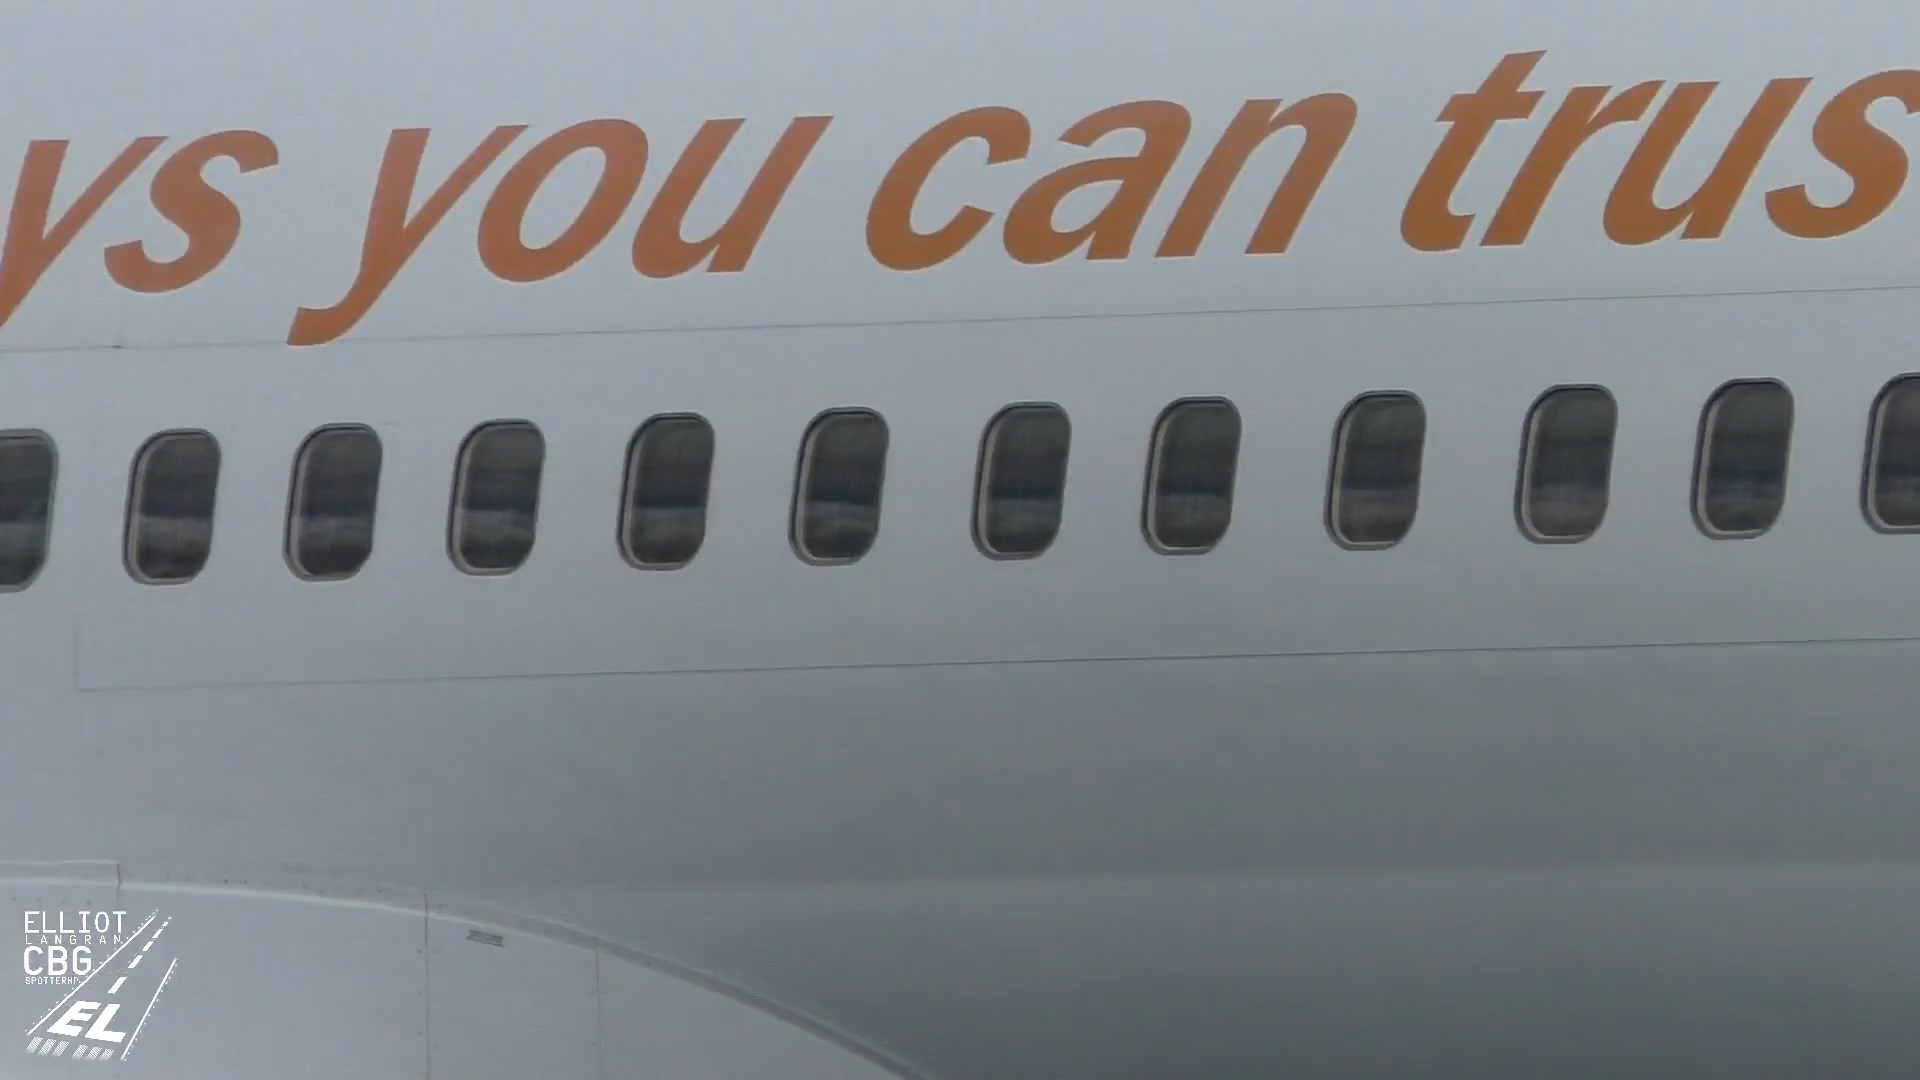 ys you can trus
ELLIOT
LANGRAN
CBG
SPOTTERHD
EL